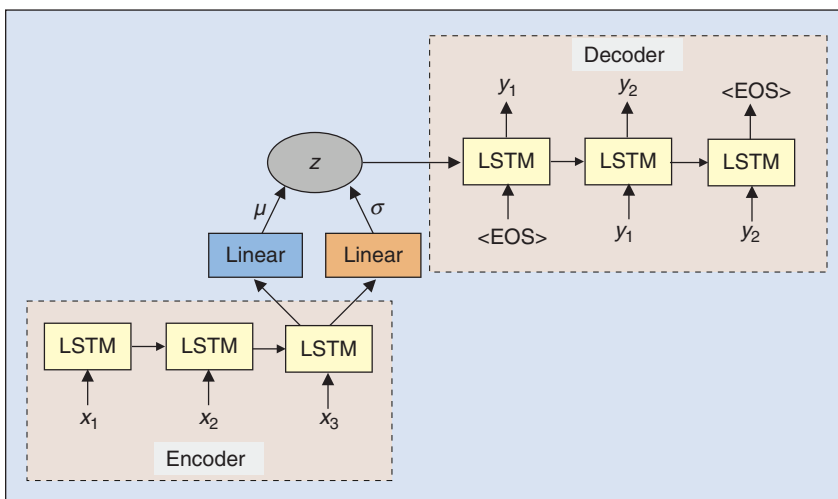 Decoder
y1 y2 <EOS>
LSTM LSTM LSTM
<EOS> y1 y2
z
μ σ
Linear Linear
LSTM LSTM LSTM
x1 x2 x3
Encoder